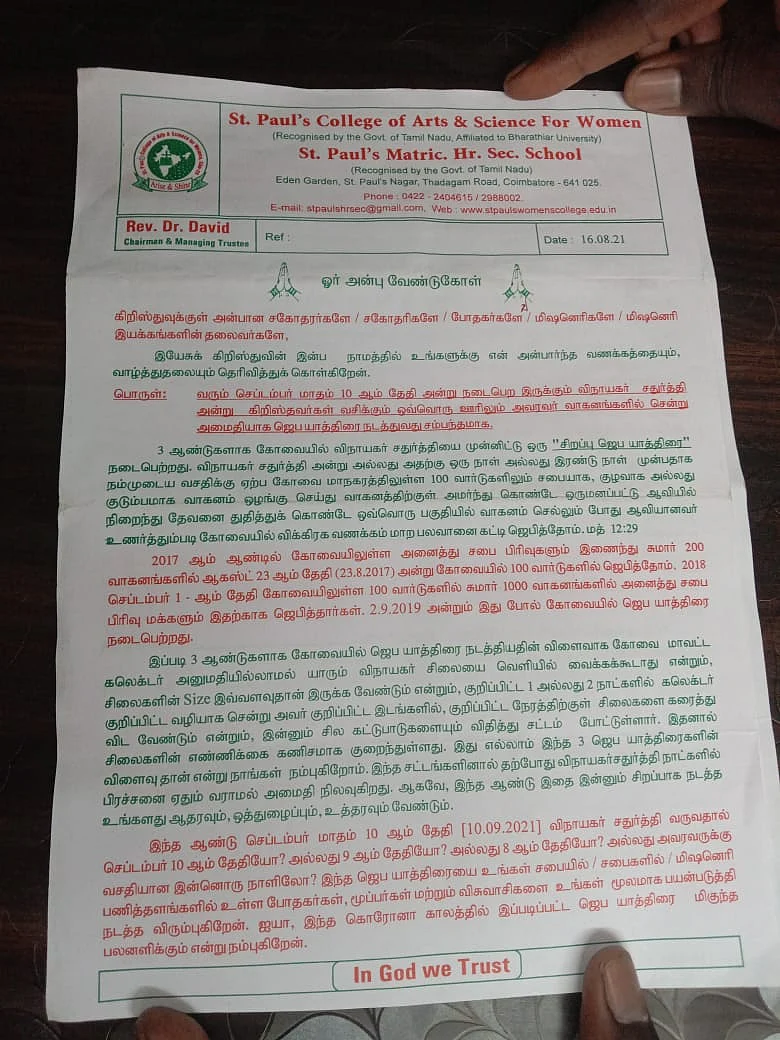 St. Paul's College of Arts & Science For Women
(Recognised by the Govt. of Tamil Nadu, Affiliated to Bharathiar University)
St. Paul's Matric. Hr. Sec. School
(Recognised by the Govt. of Tamil Nadu)
Eden Garden, St. Paul's Nagar, Thadagam Road, Coimbatore - 641 025.
Phone : 0422 - 2404615 / 2988002.
E-mail: stpaulshrsec@gmail.com, Web : www.stpaulswomenscollege.edu.in
Arise & Shine
Rev. Dr. David
Chairman & Managing Trustee
Ref :
Date : 16.08.21
ஓர் அன்பு வேண்டுகோள்
கிறிஸ்துவுக்குள் அன்பான சகோதரர்களே / சகோதரிகளே / போதகர்களே / மிஷனெரிகளே / மிஷனெரி
இயக்கங்களின் தலைவர்களே,
இயேசுக் கிறிஸ்துவின் இன்ப நாமத்தில் உங்களுக்கு என் அன்பார்ந்த வணக்கத்தையும்,
வாழ்த்துதலையும் தெரிவித்துக் கொள்கிறேன்.
பொருள்: வரும் செப்டம்பர் மாதம் 10 ஆம் தேதி அன்று நடைபெற இருக்கும் விநாயகர் சதுர்த்தி
அன்று கிறிஸ்தவர்கள் வசிக்கும் ஒவ்வொரு ஊரிலும் அவரவர் வாகனங்களில் சென்று
அமைதியாக ஜெப யாத்திரை நடத்துவது சம்பந்தமாக.
3 ஆண்டுகளாக கோவையில் விநாயகர் சதுர்த்தியை முன்னிட்டு ஒரு "சிறப்பு ஜெப யாத்திரை"
நடைபெற்றது. விநாயகர் சதுர்த்தி அன்று அல்லது அதற்கு ஒரு நாள் அல்லது இரண்டு நாள் முன்பதாக
நம்முடைய வசதிக்கு ஏற்ப கோவை மாநகரத்திலுள்ள 100 வார்டுகளிலும் சபையாக, குழவாக அல்லது
குடும்பமாக வாகனம் ஒழங்கு செய்து வாகனத்திற்குள் அமர்ந்து கொண்டே ஒருமனப்பட்டு ஆவியில்
நிறைந்து தேவனை துதித்துக் கொண்டே ஒவ்வொரு பகுதியில் வாகனம் செல்லும் போது ஆவியானவர்
உணர்த்தும்படி கோவையில் விக்கிரக வணக்கம் மாற பலவானை கட்டி ஜெபித்தோம். மத் 12:29
2017 ஆம் ஆண்டில் கோவையிலுள்ள அனைத்து சபை பிரிவுகளும் இணைந்து சுமார் 200
வாகனங்களில் ஆகஸ்ட் 23 ஆம் தேதி (23.8.2017) அன்று கோவையில் 100 வார்டுகளில் ஜெபித்தோம். 2018
செப்டம்பர் 1 - ஆம் தேதி கோவையிலுள்ள 100 வார்டுகளில் சுமார் 1000 வாகனங்களில் அனைத்து சபை
பிரிவு மக்களும் இதற்காக ஜெபித்தார்கள். 2.9.2019 அன்றும் இது போல் கோவையில் ஜெப யாத்திரை
நடைபெற்றது.
இப்படி 3 ஆண்டுகளாக கோவையில் ஜெப யாத்திரை நடத்தியதின் விளைவாக கோவை மாவட்ட
கலெக்டர் அனுமதியில்லாமல் யாரும் விநாயகர் சிலையை வெளியில் வைக்கக்கூடாது என்றும்,
சிலைகளின் Size இவ்வளவுதான் இருக்க வேண்டும் என்றும், குறிப்பிட்ட 1 அல்லது 2 நாட்களில் கலெக்டர்
குறிப்பிட்ட வழியாக சென்று அவர் குறிப்பிட்ட இடங்களில், குறிப்பிட்ட நேரத்திற்குள் சிலைகளை கரைத்து
விட வேண்டும் என்றும், இன்னும் சில கட்டுபாடுகளையும் விதித்து சட்டம் போட்டுள்ளார். இதனால்
சிலைகளின் எண்ணிக்கை கணிசமாக குறைந்துள்ளது. இது எல்லாம் இந்த 3 ஜெப யாத்திரைகளின்
விளைவு தான் என்று நாங்கள் நம்புகிறோம். இந்த சட்டங்களினால் தற்போது விநாயகர்சதுர்த்தி நாட்களில்
பிரச்சனை ஏதும் வராமல் அமைதி நிலவுகிறது. ஆகவே, இந்த ஆண்டு இதை இன்னும் சிறப்பாக நடத்த
உங்களது ஆதரவும், ஒத்துழைப்பும், உத்தரவும் வேண்டும்.
இந்த ஆண்டு செப்டம்பர் மாதம் 10 ஆம் தேதி [10.09.2021] விநாயகர் சதுர்த்தி வருவதால்
செப்டம்பர் 10 ஆம் தேதியோ? அல்லது 9 ஆம் தேதியோ? அல்லது 8 ஆம் தேதியோ? அல்லது அவரவருக்கு
வசதியான இன்னொரு நாளிலோ? இந்த ஜெப யாத்திரையை உங்கள் சபையில் / சபைகளில் / மிஷனெரி
பணித்தளங்களில் உள்ள போதகர்கள், மூப்பர்கள் மற்றும் விசுவாசிகளை உங்கள் மூலமாக பயன்படுத்தி
நடத்த விரும்புகிறேன். ஐயா, இந்த கொரோனா காலத்தில் இப்படிப்பட்ட ஜெப யாத்திரை மிகுந்த
பலனளிக்கும் என்று நம்புகிறேன்.
In God we Trust